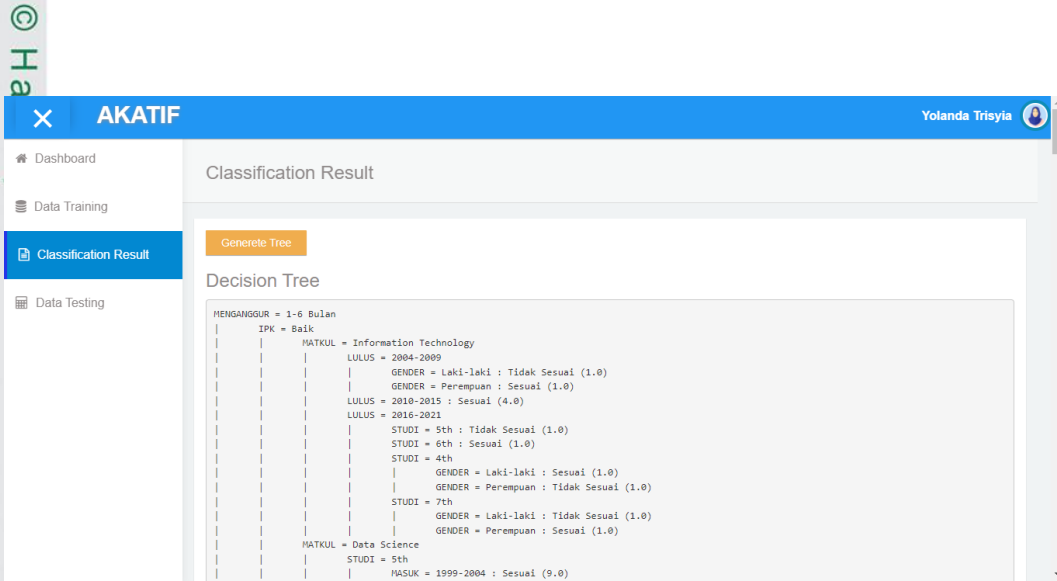 © Ha
AKATIF
Yolanda Trisyia
Dashboard
Data Training
Classification Result
Data Testing
Classification Result
Generete Tree
Decision Tree
MENGANGGUR = 1-6 Bulan
| IPK = Baik
| | MATKUL = Information Technology
| | | LULUS = 2004-2009
| | | | GENDER = Laki-laki : Tidak Sesuai (1.0)
| | | | GENDER = Perempuan : Sesuai (1.0)
| | | LULUS = 2010-2015 : Sesuai (4.0)
| | | LULUS = 2016-2021
| | | | STUDI = 5th : Tidak Sesuai (1.0)
| | | | STUDI = 6th : Sesuai (1.0)
| | | | STUDI = 4th
| | | | | GENDER = Laki-laki : Sesuai (1.0)
| | | | | GENDER = Perempuan : Tidak Sesuai (1.0)
| | | | STUDI = 7th
| | | | | GENDER = Laki-laki : Tidak Sesuai (1.0)
| | | | | GENDER = Perempuan : Sesuai (1.0)
| | MATKUL = Data Science
| | | STUDI = 5th
| | | | MASUK = 1999-2004 : Sesuai (9.0)